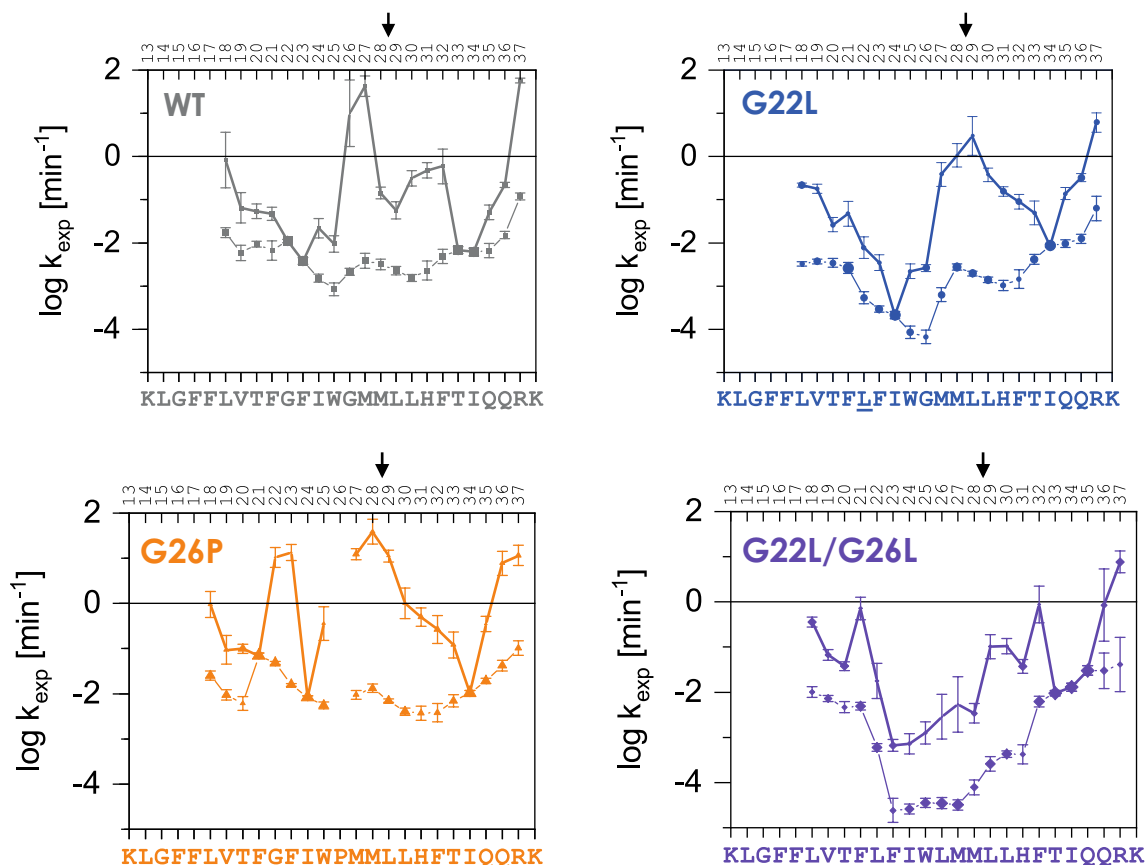 13 14 15 16 17 18 19 20 21 22 23 24 25 26 27 28 29 30 31 32 33 34 35 36 37
WT
log k_exp [min⁻¹]
2
0
-2
-4
KLGFFLVTFGFIWGMMLLHFTIQQRK
13 14 15 16 17 18 19 20 21 22 23 24 25 26 27 28 29 30 31 32 33 34 35 36 37
G22L
log k_exp [min⁻¹]
2
0
-2
-4
KLGFFLVTFLFIWGMMLLHFTIQQRK
13 14 15 16 17 18 19 20 21 22 23 24 25 26 27 28 29 30 31 32 33 34 35 36 37
G26P
log k_exp [min⁻¹]
2
0
-2
-4
KLGFFLVTFGFIWPMMLLHFTIQQRK
13 14 15 16 17 18 19 20 21 22 23 24 25 26 27 28 29 30 31 32 33 34 35 36 37
G22L/G26L
log k_exp [min⁻¹]
2
0
-2
-4
KLGFFLVTFLFIWLMMLLHFTIQQRK